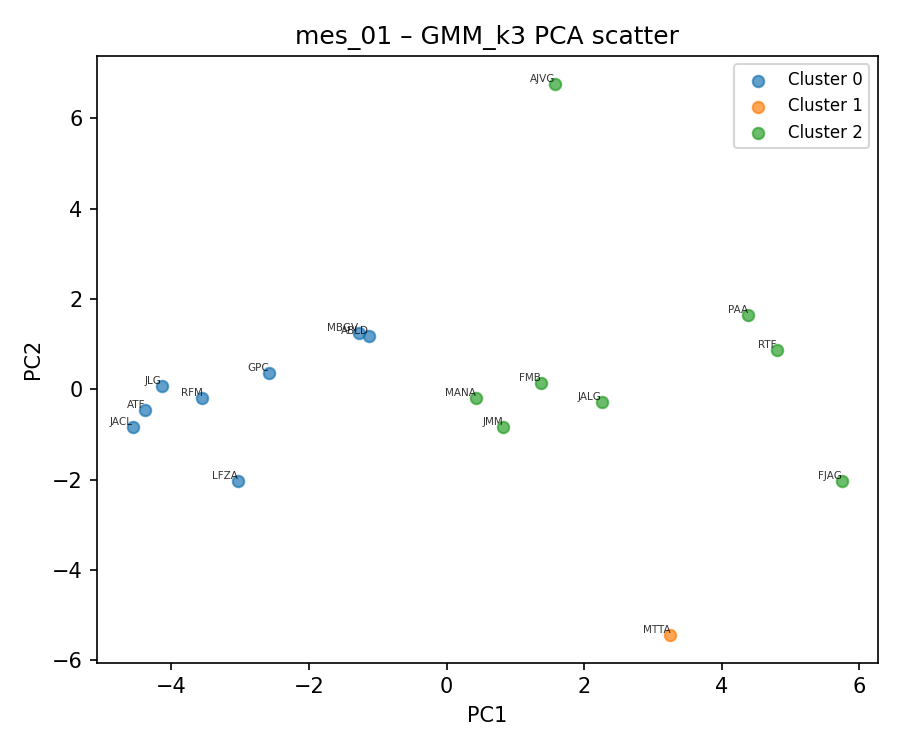 mes_01 – GMM_k3 PCA scatter
Cluster 0
Cluster 1
Cluster 2
AJVG
PAA
RTF
MBGV
GPC
FMB
JLG
RFM
MANA
JALG
ATF
JACL
JMM
LFZA
FJAG
MTTA
6
4
2
0
−2
−4
−6
PC2
−4
−2
0
2
4
6
PC1